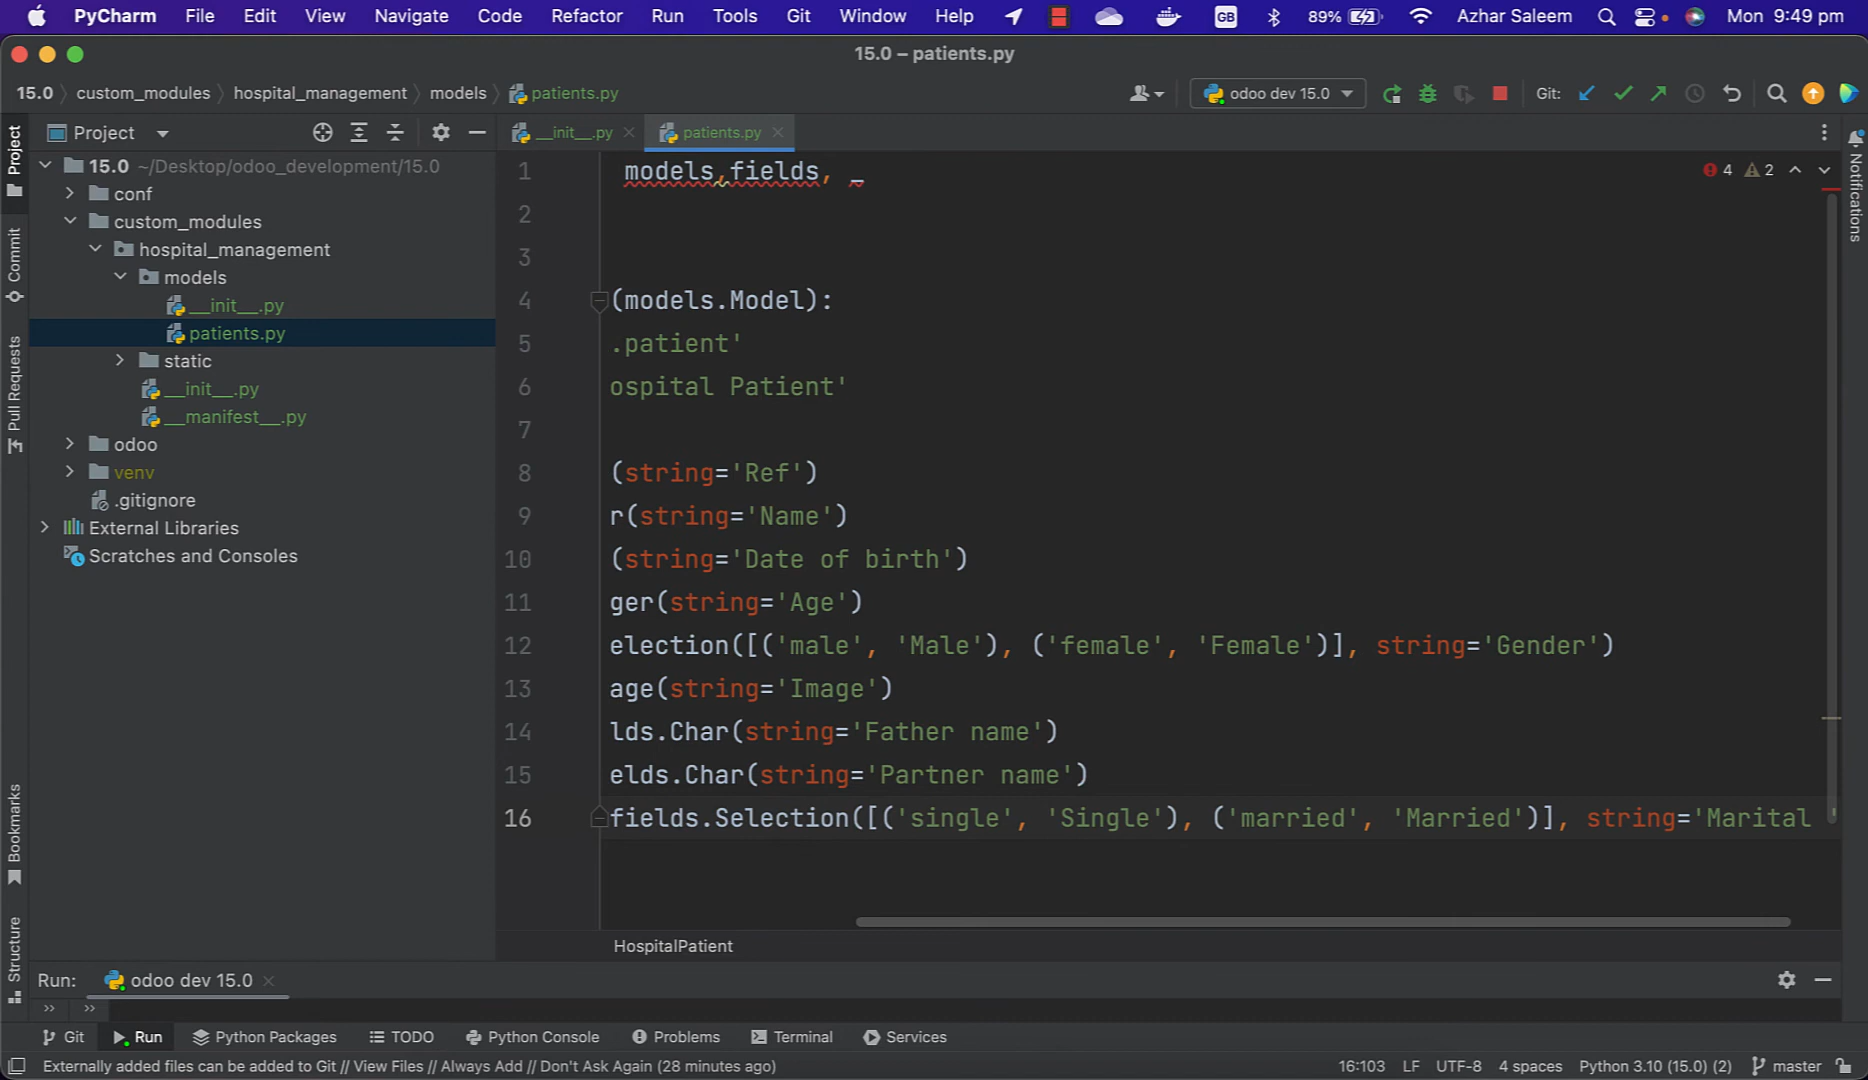 PyCharm File Edit View Navigate Code Refactor Run Tools Git Window Help GB 89% Azhar Saleem Mon 9:49 pm
15.0 – patients.py
15.0 custom_modules hospital_management models patients.py odoo dev 15.0 Git:
Project __init__.py patients.py
15.0 ~/Desktop/odoo_development/15.0
conf
custom_modules
hospital_management
models
__init__.py
patients.py
static
__init__.py
__manifest__.py
odoo
venv
.gitignore
External Libraries
Scratches and Consoles
1 models,fields, _
4 2
2
3
4 (models.Model):
5 .patient'
6 ospital Patient'
7
8 (string='Ref')
9 r(string='Name')
10 (string='Date of birth')
11 ger(string='Age')
12 election([('male', 'Male'), ('female', 'Female')], string='Gender')
13 age(string='Image')
14 lds.Char(string='Father name')
15 elds.Char(string='Partner name')
16 fields.Selection([('single', 'Single'), ('married', 'Married')], string='Marital '
HospitalPatient
Project
Commit
Pull Requests
Bookmarks
Structure
Notifications
Run: odoo dev 15.0
Git Run Python Packages TODO Python Console Problems Terminal Services
Externally added files can be added to Git // View Files // Always Add // Don't Ask Again (28 minutes ago) 16:103 LF UTF-8 4 spaces Python 3.10 (15.0) (2) master